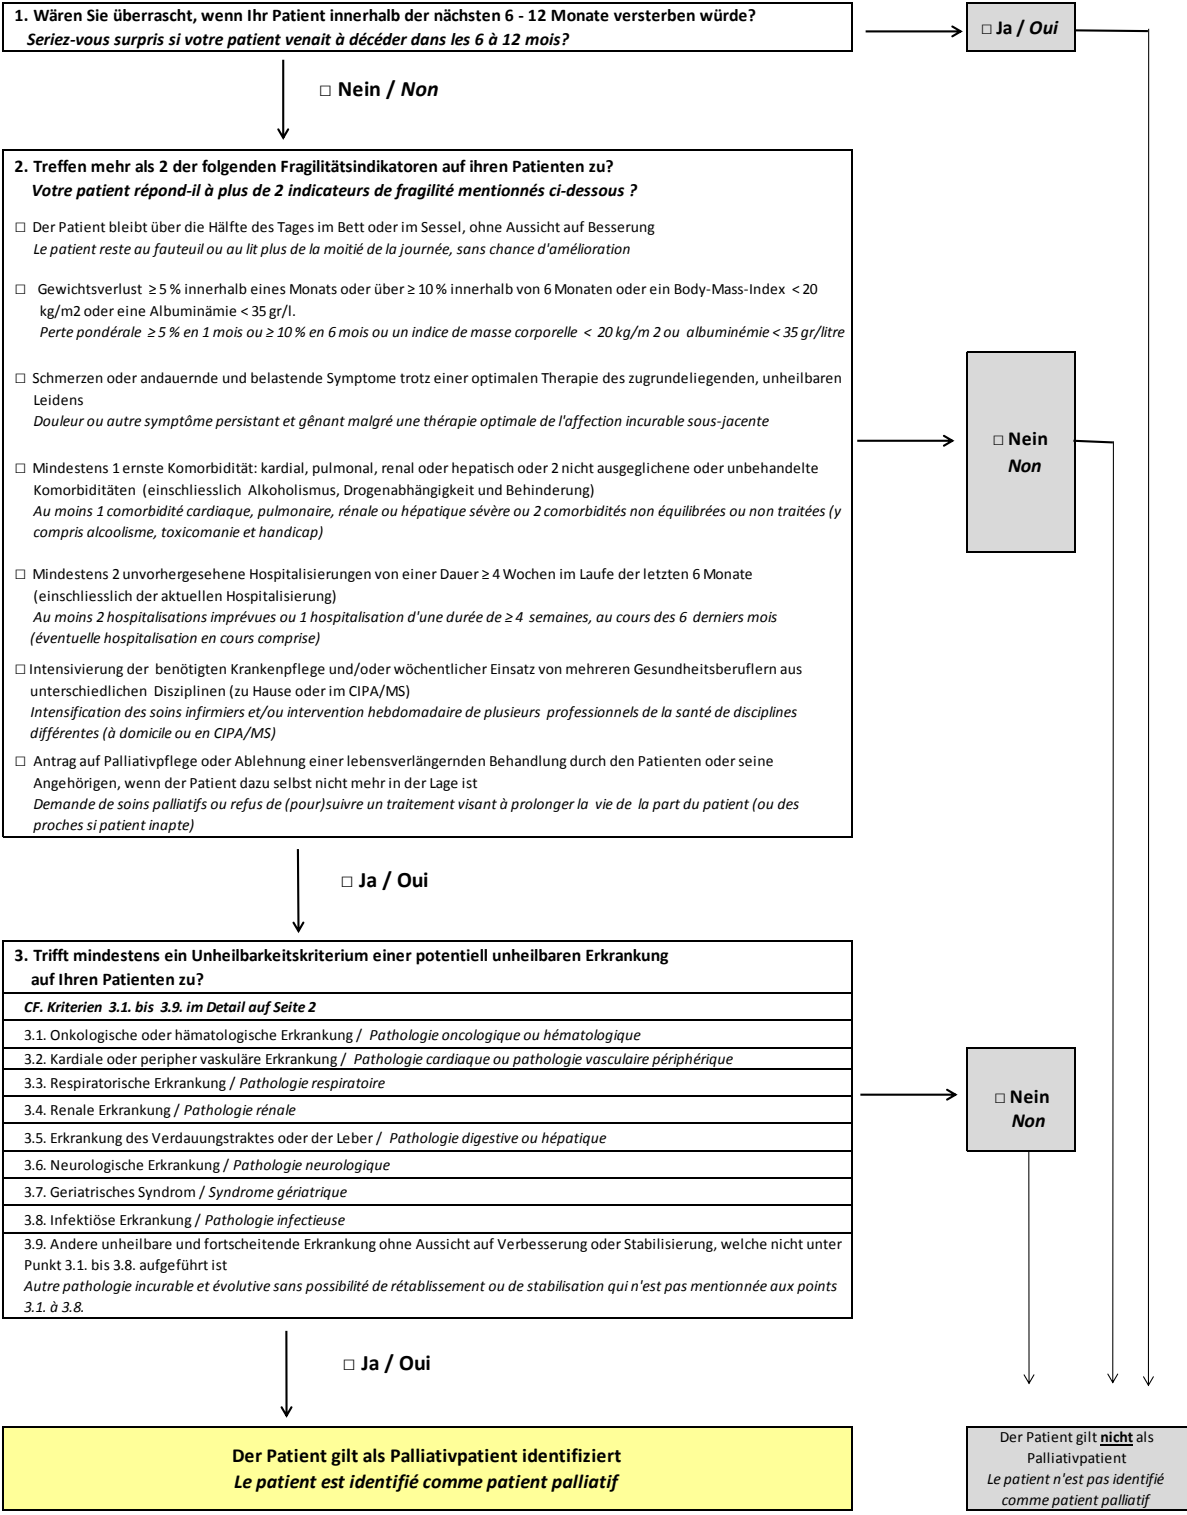 1. Wären Sie überrascht, wenn Ihr Patient innerhalb der nächsten 6 - 12 Monate versterben würde?
Seriez-vous surpris si votre patient venait à décéder dans les 6 à 12 mois?
□ Ja / Oui
□ Nein / Non
2. Treffen mehr als 2 der folgenden Fragilitätsindikatoren auf ihren Patienten zu?
Votre patient répond-il à plus de 2 indicateurs de fragilité mentionnés ci-dessous ?
□ Der Patient bleibt über die Hälfte des Tages im Bett oder im Sessel, ohne Aussicht auf Besserung
Le patient reste au fauteuil ou au lit plus de la moitié de la journée, sans chance d'amélioration
□ Gewichtsverlust ≥ 5 % innerhalb eines Monats oder über ≥ 10 % innerhalb von 6 Monaten oder ein Body-Mass-Index < 20
kg/m2 oder eine Albuminämie < 35 gr/l.
Perte pondérale ≥ 5 % en 1 mois ou ≥ 10 % en 6 mois ou un indice de masse corporelle < 20 kg/m 2 ou albuminémie < 35 gr/litre
□ Schmerzen oder andauernde und belastende Symptome trotz einer optimalen Therapie des zugrundeliegenden, unheilbaren
Leidens
Douleur ou autre symptôme persistant et gênant malgré une thérapie optimale de l'affection incurable sous-jacente
□ Nein
Non
□ Mindestens 1 ernste Komorbidität: kardial, pulmonal, renal oder hepatisch oder 2 nicht ausgeglichene oder unbehandelte
Komorbiditäten (einschliesslich Alkoholismus, Drogenabhängigkeit und Behinderung)
Au moins 1 comorbidité cardiaque, pulmonaire, rénale ou hépatique sévère ou 2 comorbidités non équilibrées ou non traitées (y
compris alcoolisme, toxicomanie et handicap)
□ Mindestens 2 unvorhergesehene Hospitalisierungen von einer Dauer ≥ 4 Wochen im Laufe der letzten 6 Monate
(einschliesslich der aktuellen Hospitalisierung)
Au moins 2 hospitalisations imprévues ou 1 hospitalisation d'une durée de ≥ 4 semaines, au cours des 6 derniers mois
(éventuelle hospitalisation en cours comprise)
□ Intensivierung der benötigten Krankenpflege und/oder wöchentlicher Einsatz von mehreren Gesundheitsberuflern aus
unterschiedlichen Disziplinen (zu Hause oder im CIPA/MS)
Intensification des soins infirmiers et/ou intervention hebdomadaire de plusieurs professionnels de la santé de disciplines
différentes (à domicile ou en CIPA/MS)
□ Antrag auf Palliativpflege oder Ablehnung einer lebensverlängernden Behandlung durch den Patienten oder seine
Angehörigen, wenn der Patient dazu selbst nicht mehr in der Lage ist
Demande de soins palliatifs ou refus de (pour)suivre un traitement visant à prolonger la vie de la part du patient (ou des
proches si patient inapte)
□ Ja / Oui
3. Trifft mindestens ein Unheilbarkeitskriterium einer potentiell unheilbaren Erkrankung
auf Ihren Patienten zu?
CF. Kriterien 3.1. bis 3.9. im Detail auf Seite 2
3.1. Onkologische oder hämatologische Erkrankung / Pathologie oncologique ou hématologique
3.2. Kardiale oder peripher vaskuläre Erkrankung / Pathologie cardiaque ou pathologie vasculaire périphérique
3.3. Respiratorische Erkrankung / Pathologie respiratoire
3.4. Renale Erkrankung / Pathologie rénale
3.5. Erkrankung des Verdauungstraktes oder der Leber / Pathologie digestive ou hépatique
3.6. Neurologische Erkrankung / Pathologie neurologique
3.7. Geriatrisches Syndrom / Syndrome gériatrique
3.8. Infektiöse Erkrankung / Pathologie infectieuse
3.9. Andere unheilbare und fortscheitende Erkrankung ohne Aussicht auf Verbesserung oder Stabilisierung, welche nicht unter
Punkt 3.1. bis 3.8. aufgeführt ist
Autre pathologie incurable et évolutive sans possibilité de rétablissement ou de stabilisation qui n'est pas mentionnée aux points
3.1. à 3.8.
□ Nein
Non
□ Ja / Oui
Der Patient gilt als Palliativpatient identifiziert
Le patient est identifié comme patient palliatif
Der Patient gilt nicht als
Palliativpatient
Le patient n'est pas identifié
comme patient palliatif